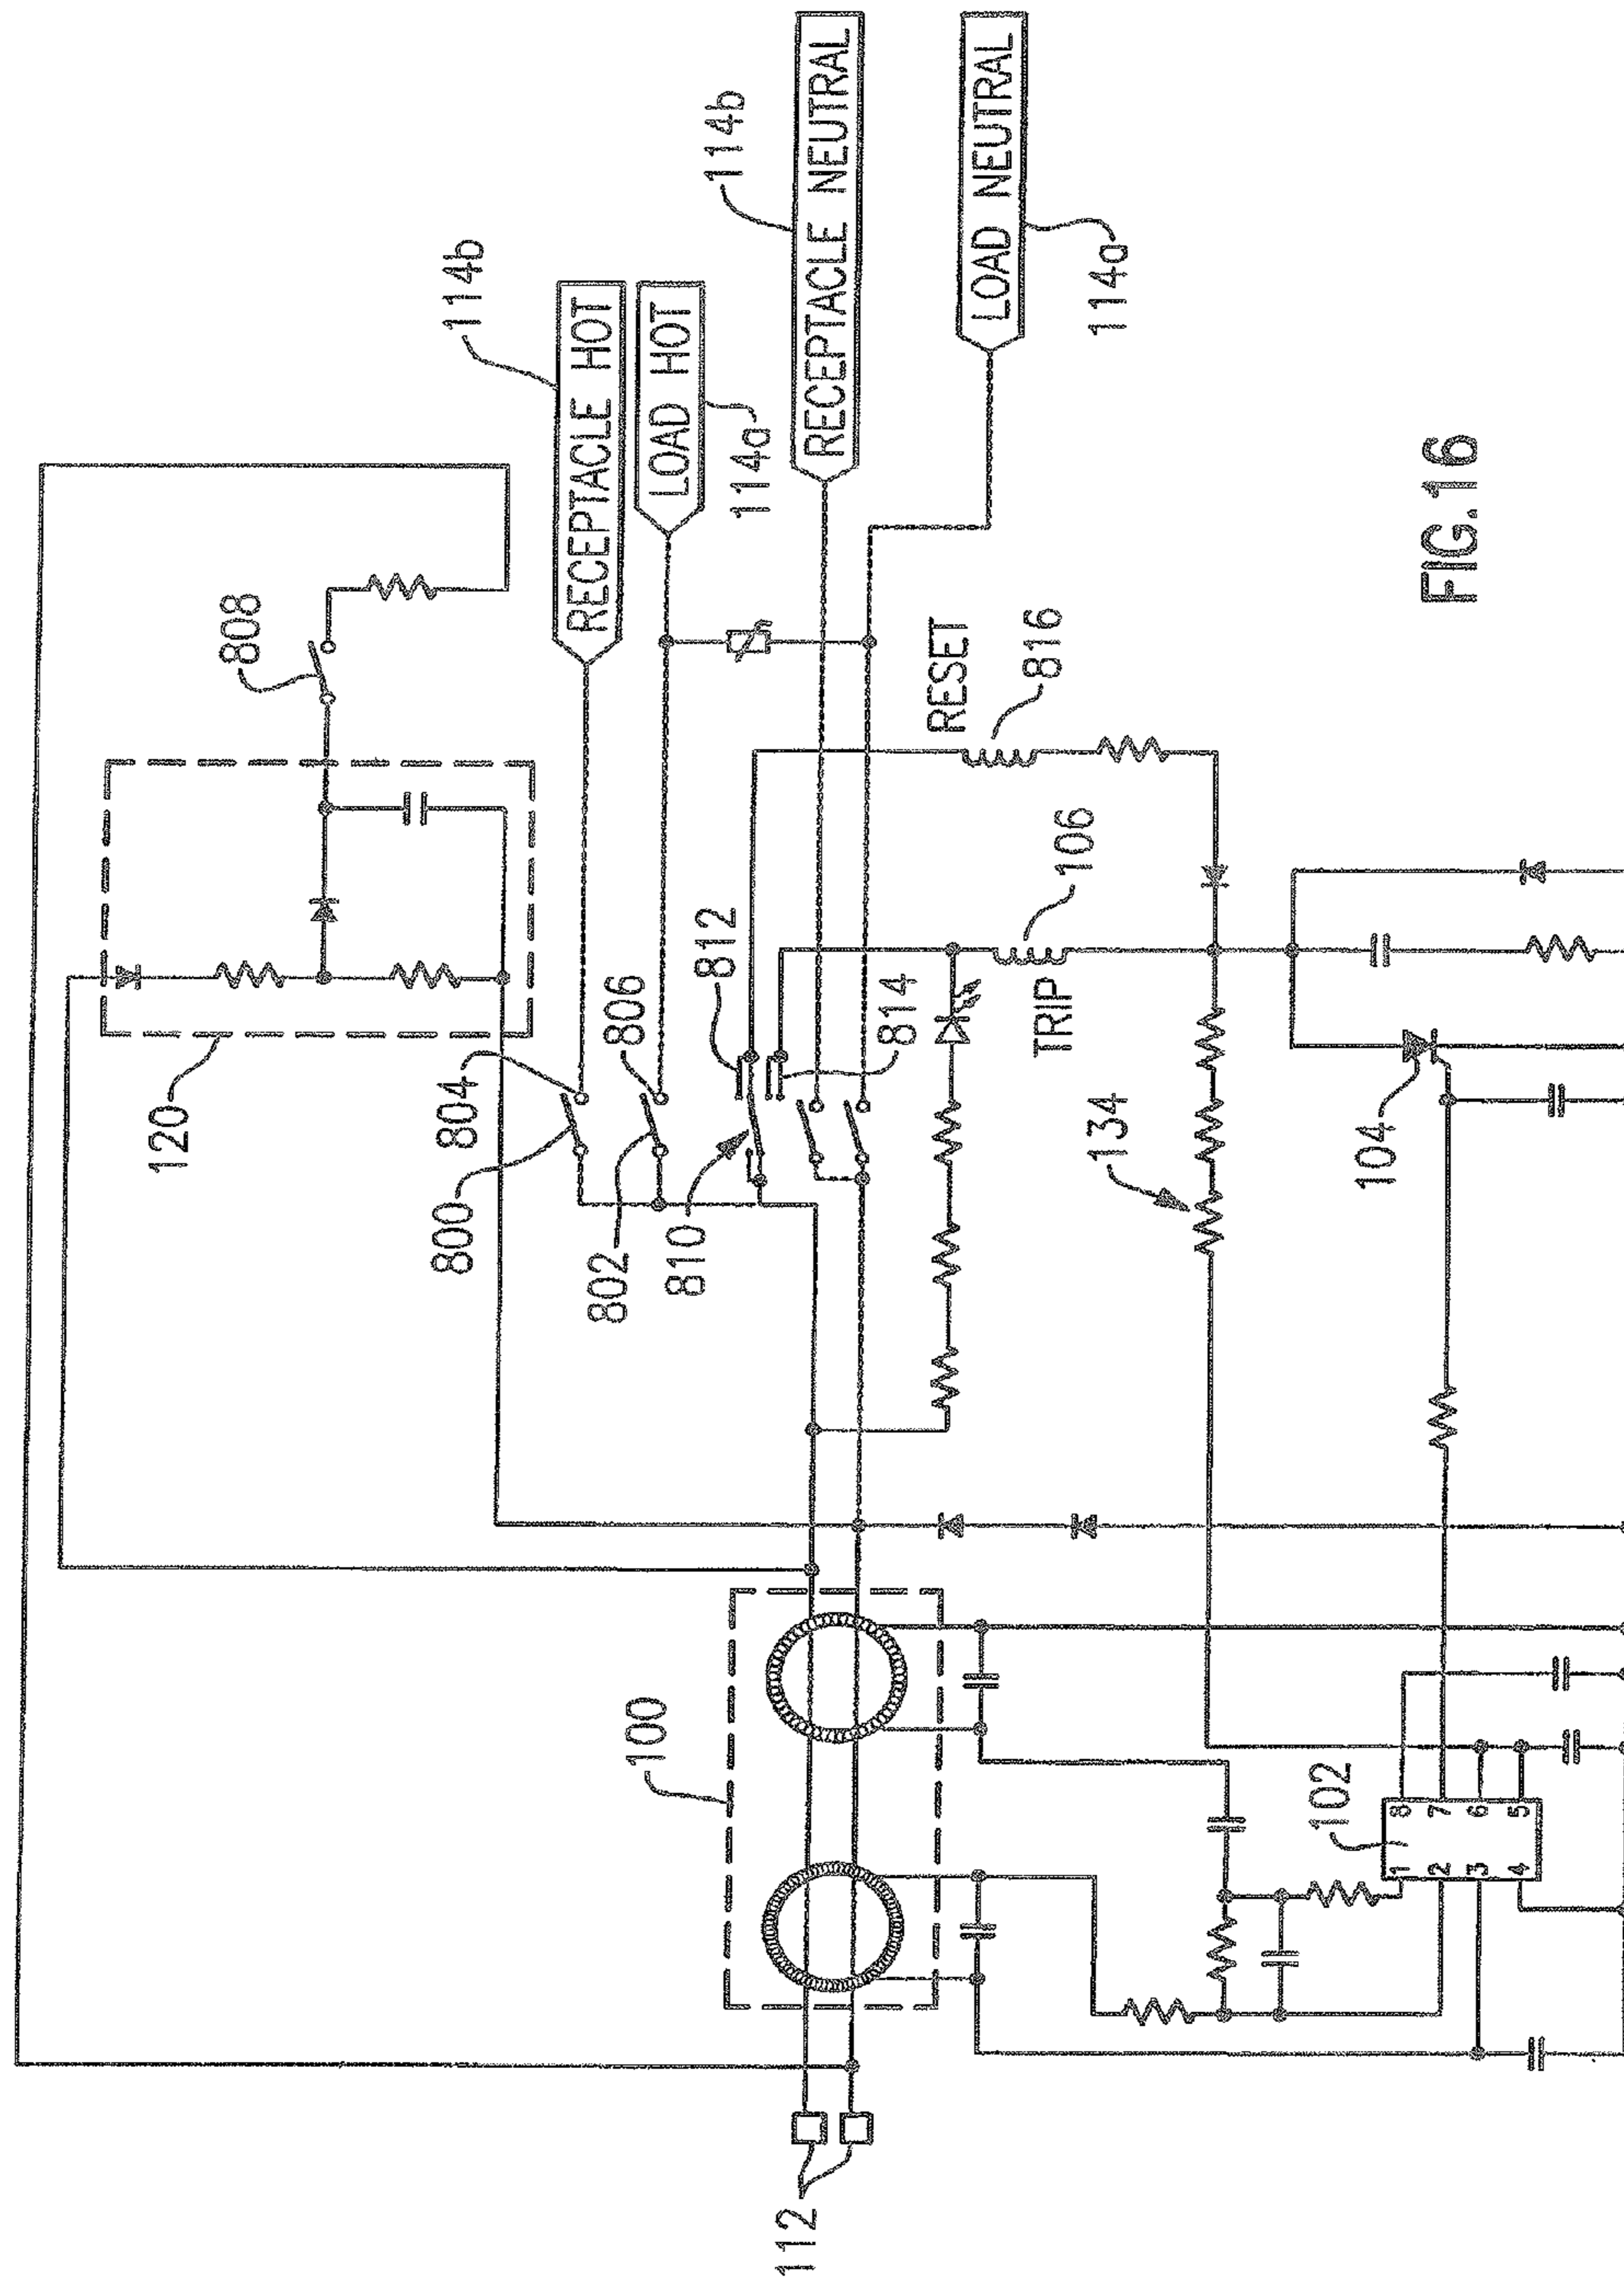 808
120
114b
RECEPTACLE HOT
LOAD HOT
114a
114b
RECEPTACLE NEUTRAL
LOAD NEUTRAL
114a
804
800
806
802
810
812
814
RESET
816
106
TRIP
134
104
100
112
102
1 8
2 7
3 6
4 5
FIG. 16